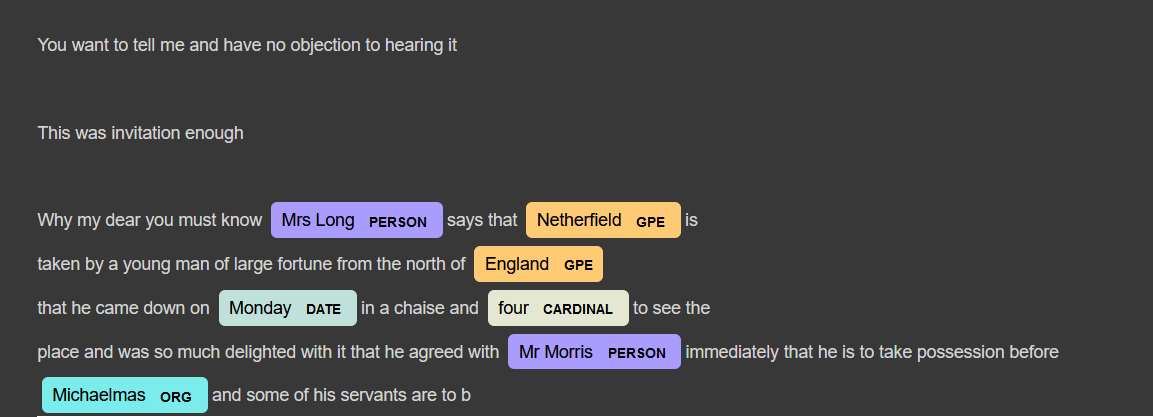 You want to tell me and have no objection to hearing it
This was invitation enough
Why my dear you must know Mrs Long PERSON says that Netherfield GPE is
taken by a young man of large fortune from the north of England GPE
that he came down on Monday DATE in a chaise and four CARDINAL to see the
place and was so much delighted with it that he agreed with Mr Morris PERSON immediately that he is to take possession before
Michaelmas ORG and some of his servants are to b